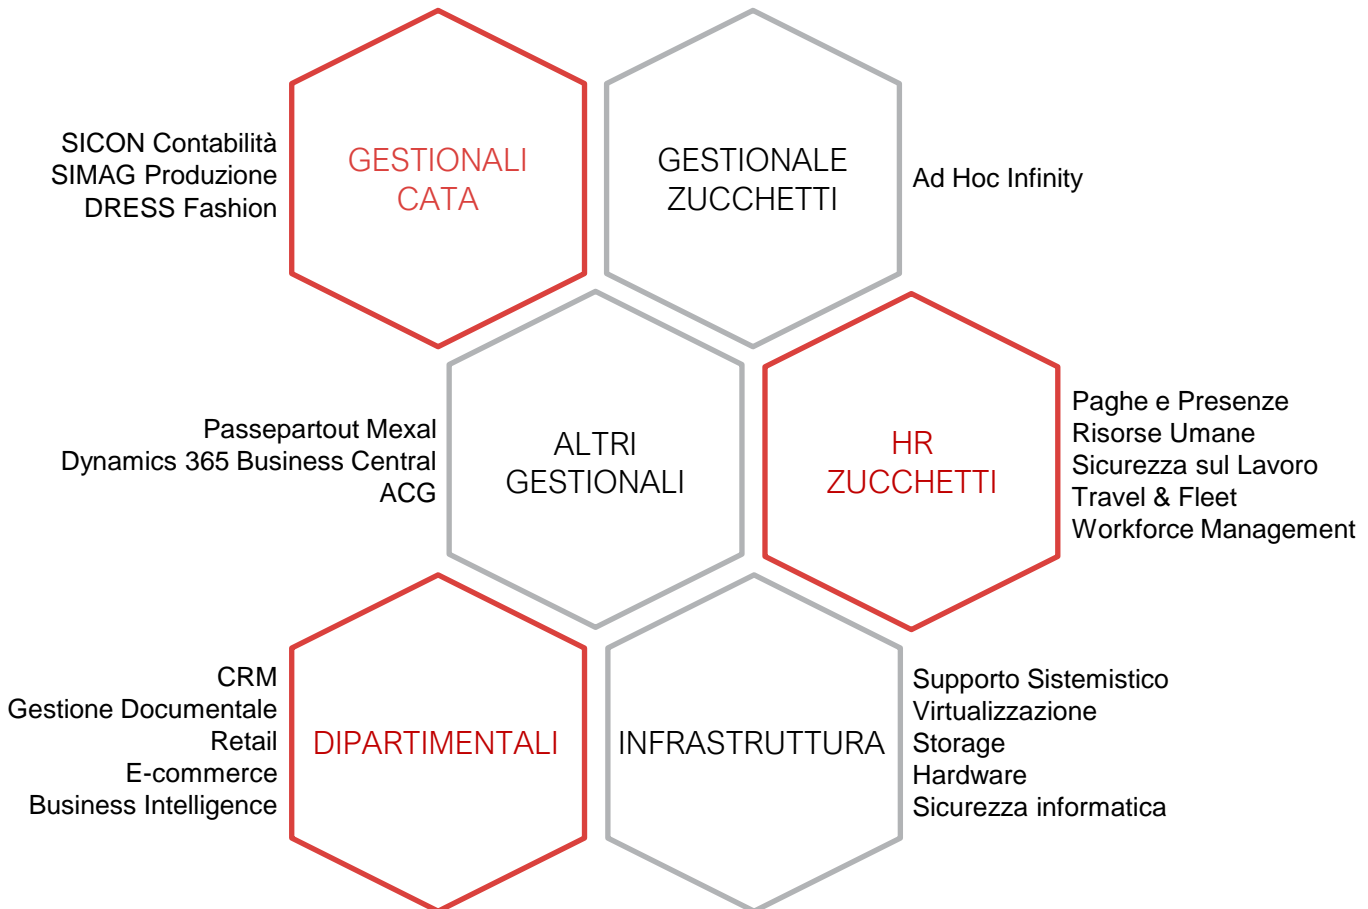 SICON Contabilità
SIMAG Produzione
DRESS Fashion
GESTIONALI
CATA
GESTIONALE
ZUCCHETTI
Ad Hoc Infinity
Passepartout Mexal
Dynamics 365 Business Central
ACG
ALTRI
GESTIONALI
HR
ZUCCHETTI
Paghe e Presenze
Risorse Umane
Sicurezza sul Lavoro
Travel & Fleet
Workforce Management
CRM
Gestione Documentale
Retail
E-commerce
Business Intelligence
DIPARTIMENTALI
INFRASTRUTTURA
Supporto Sistemistico
Virtualizzazione
Storage
Hardware
Sicurezza informatica